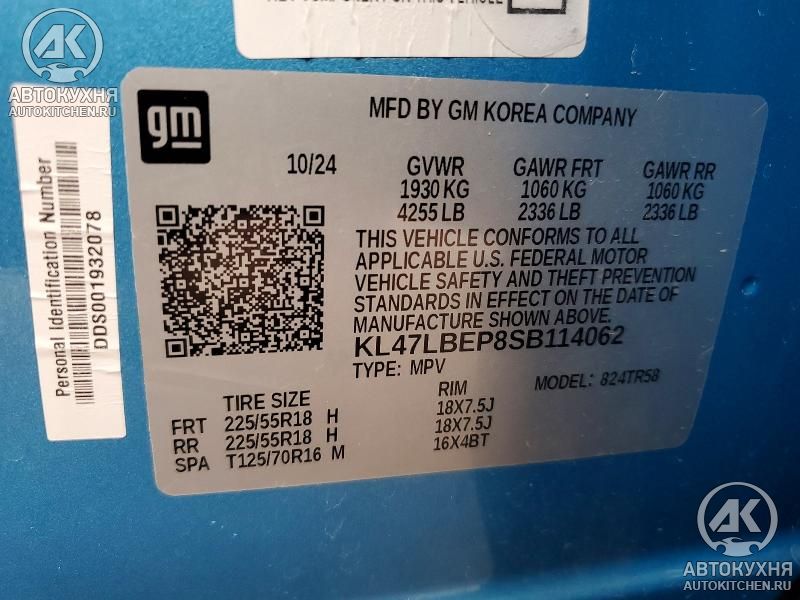 AK
АВТОКУХНЯ
AUTOKITCHEN.RU
gm
MFD BY GM KOREA COMPANY
10/24 GVWR GAWR FRT GAWR RR
1930 KG 1060 KG 1060 KG
4255 LB 2336 LB 2336 LB
THIS VEHICLE CONFORMS TO ALL
APPLICABLE U.S. FEDERAL MOTOR
VEHICLE SAFETY AND THEFT PREVENTION
STANDARDS IN EFFECT ON THE DATE OF
MANUFACTURE SHOWN ABOVE.
KL47LBEP8SB114062
TYPE: MPV MODEL: 824TR58
TIRE SIZE RIM
FRT 225/55R18 H 18X7.5J
RR 225/55R18 H 18X7.5J
SPA T125/70R16 M 16X4BT
Personal Identification Number
DDS001932078
AK
АВТОКУХНЯ
AUTOKITCHEN.RU